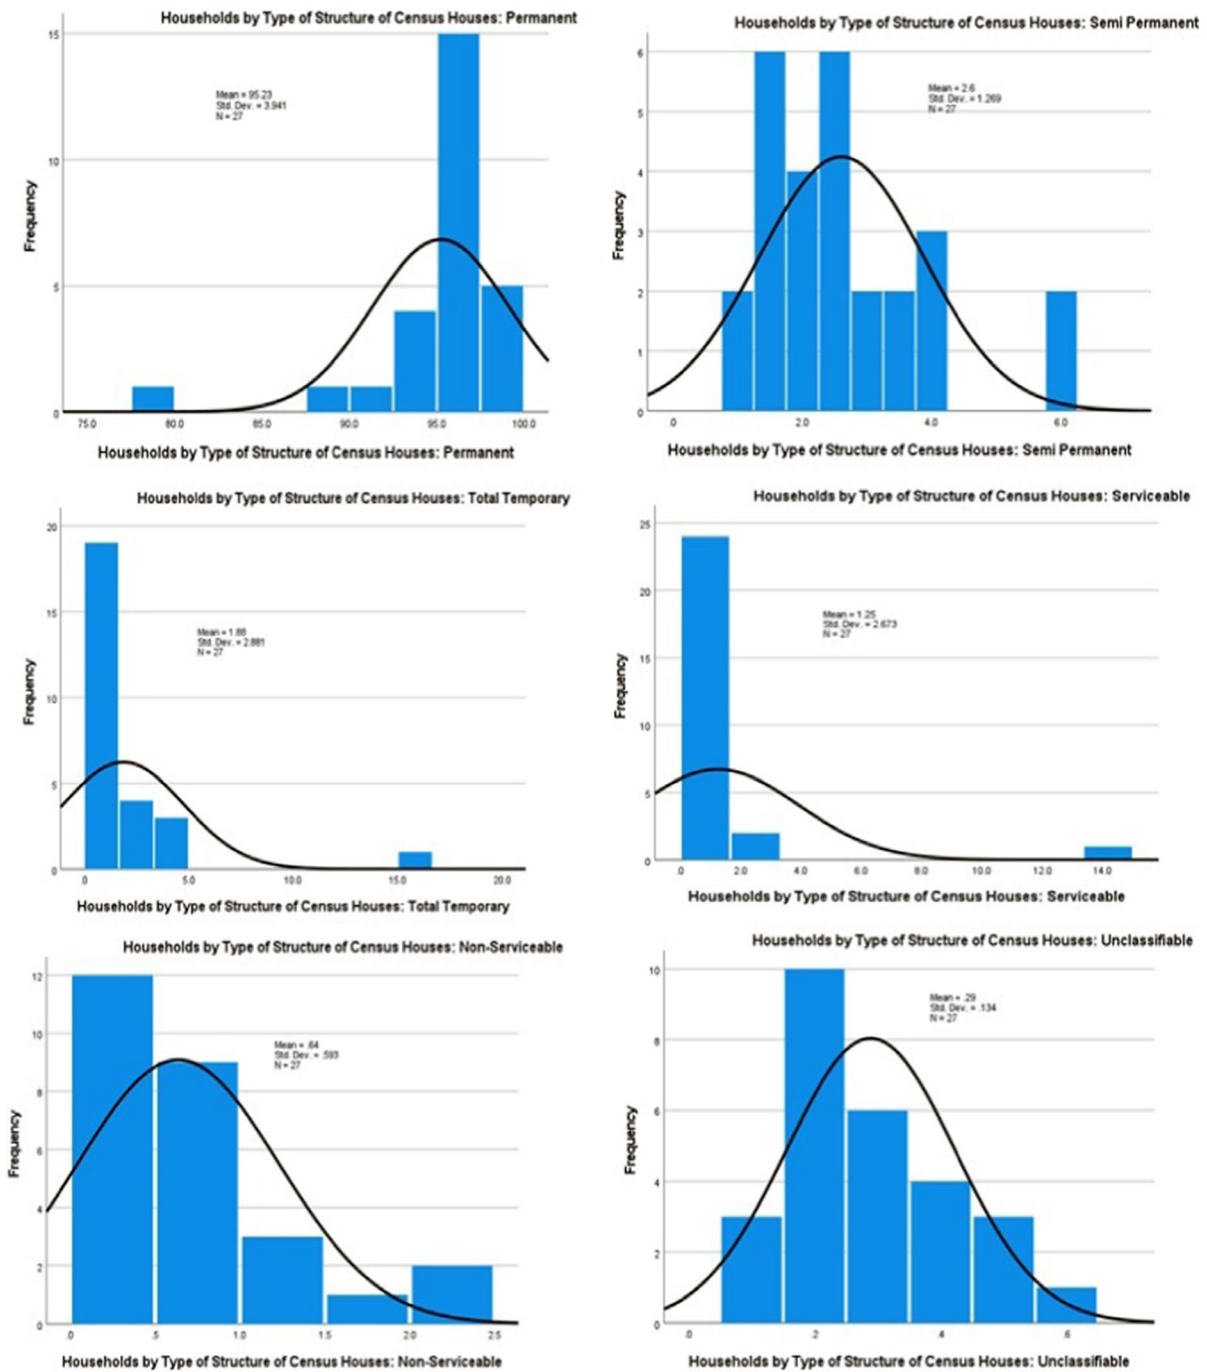 Households by Type of Structure of Census Houses: Permanent
Mean = 95.23
Std. Dev. = 3.941
N = 27
Frequency
15
10
5
0
75.0 80.0 85.0 90.0 95.0 100.0
Households by Type of Structure of Census Houses: Permanent
Households by Type of Structure of Census Houses: Semi Permanent
Mean = 2.6
Std. Dev. = 1.269
N = 27
Frequency
6
5
4
3
2
1
0
.0 2.0 4.0 6.0
Households by Type of Structure of Census Houses: Semi Permanent
Households by Type of Structure of Census Houses: Total Temporary
Mean = 1.88
Std. Dev. = 2.881
N = 27
Frequency
20
15
10
5
0
.0 5.0 10.0 15.0 20.0
Households by Type of Structure of Census Houses: Total Temporary
Households by Type of Structure of Census Houses: Serviceable
Mean = 1.25
Std. Dev. = 2.673
N = 27
Frequency
25
20
15
10
5
0
.0 2.0 4.0 6.0 8.0 10.0 12.0 14.0
Households by Type of Structure of Census Houses: Serviceable
Households by Type of Structure of Census Houses: Non-Serviceable
Mean = .64
Std. Dev. = .593
N = 27
Frequency
12
10
8
6
4
2
0
.0 .5 1.0 1.5 2.0 2.5
Households by Type of Structure of Census Houses: Non-Serviceable
Households by Type of Structure of Census Houses: Unclassifiable
Mean = .29
Std. Dev. = .134
N = 27
Frequency
10
8
6
4
2
0
.0 .2 .4 .6
Households by Type of Structure of Census Houses: Unclassifiable